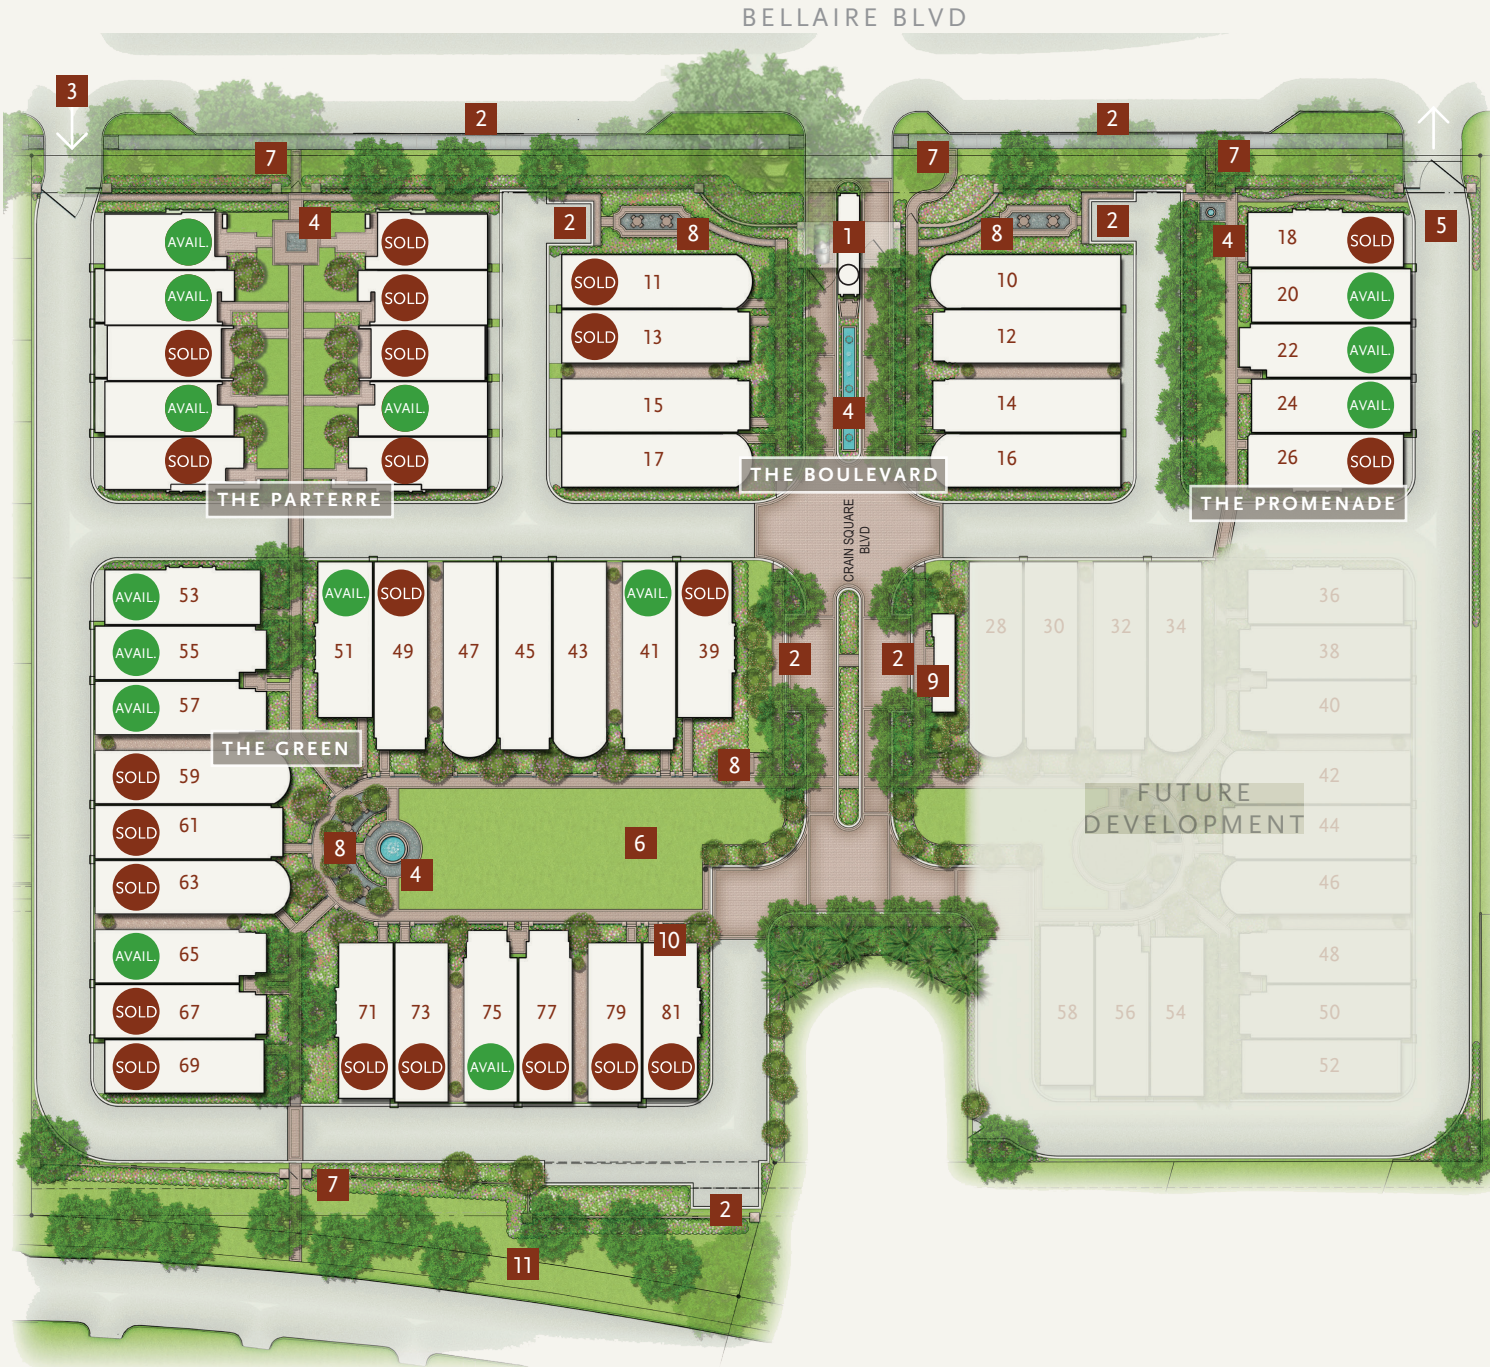 BELLAIRE BLVD
3
2
2
7
7
7
2
4
8
1
8
2
4
5
AVAIL.
SOLD
AVAIL.
SOLD
SOLD
SOLD
AVAIL.
AVAIL.
SOLD
SOLD
THE PARTERRE
SOLD 11
SOLD 13
15
17
4
THE BOULEVARD
10
12
14
16
18 SOLD
20 AVAIL.
22 AVAIL.
24 AVAIL.
26 SOLD
THE PROMENADE
CRAIN SQUARE
BLVD
AVAIL. 53
AVAIL. 55
AVAIL. 57
THE GREEN
SOLD 59
SOLD 61
SOLD 63
AVAIL. 65
SOLD 67
SOLD 69
AVAIL.
51
SOLD
49
47
45
43
AVAIL.
41
SOLD
39
2
2
9
8
8
4
6
10
71
SOLD
73
SOLD
75
AVAIL.
77
SOLD
79
SOLD
81
SOLD
28
30
32
34
36
38
40
42
FUTURE
DEVELOPMENT
44
46
48
50
52
58
56
54
7
2
11